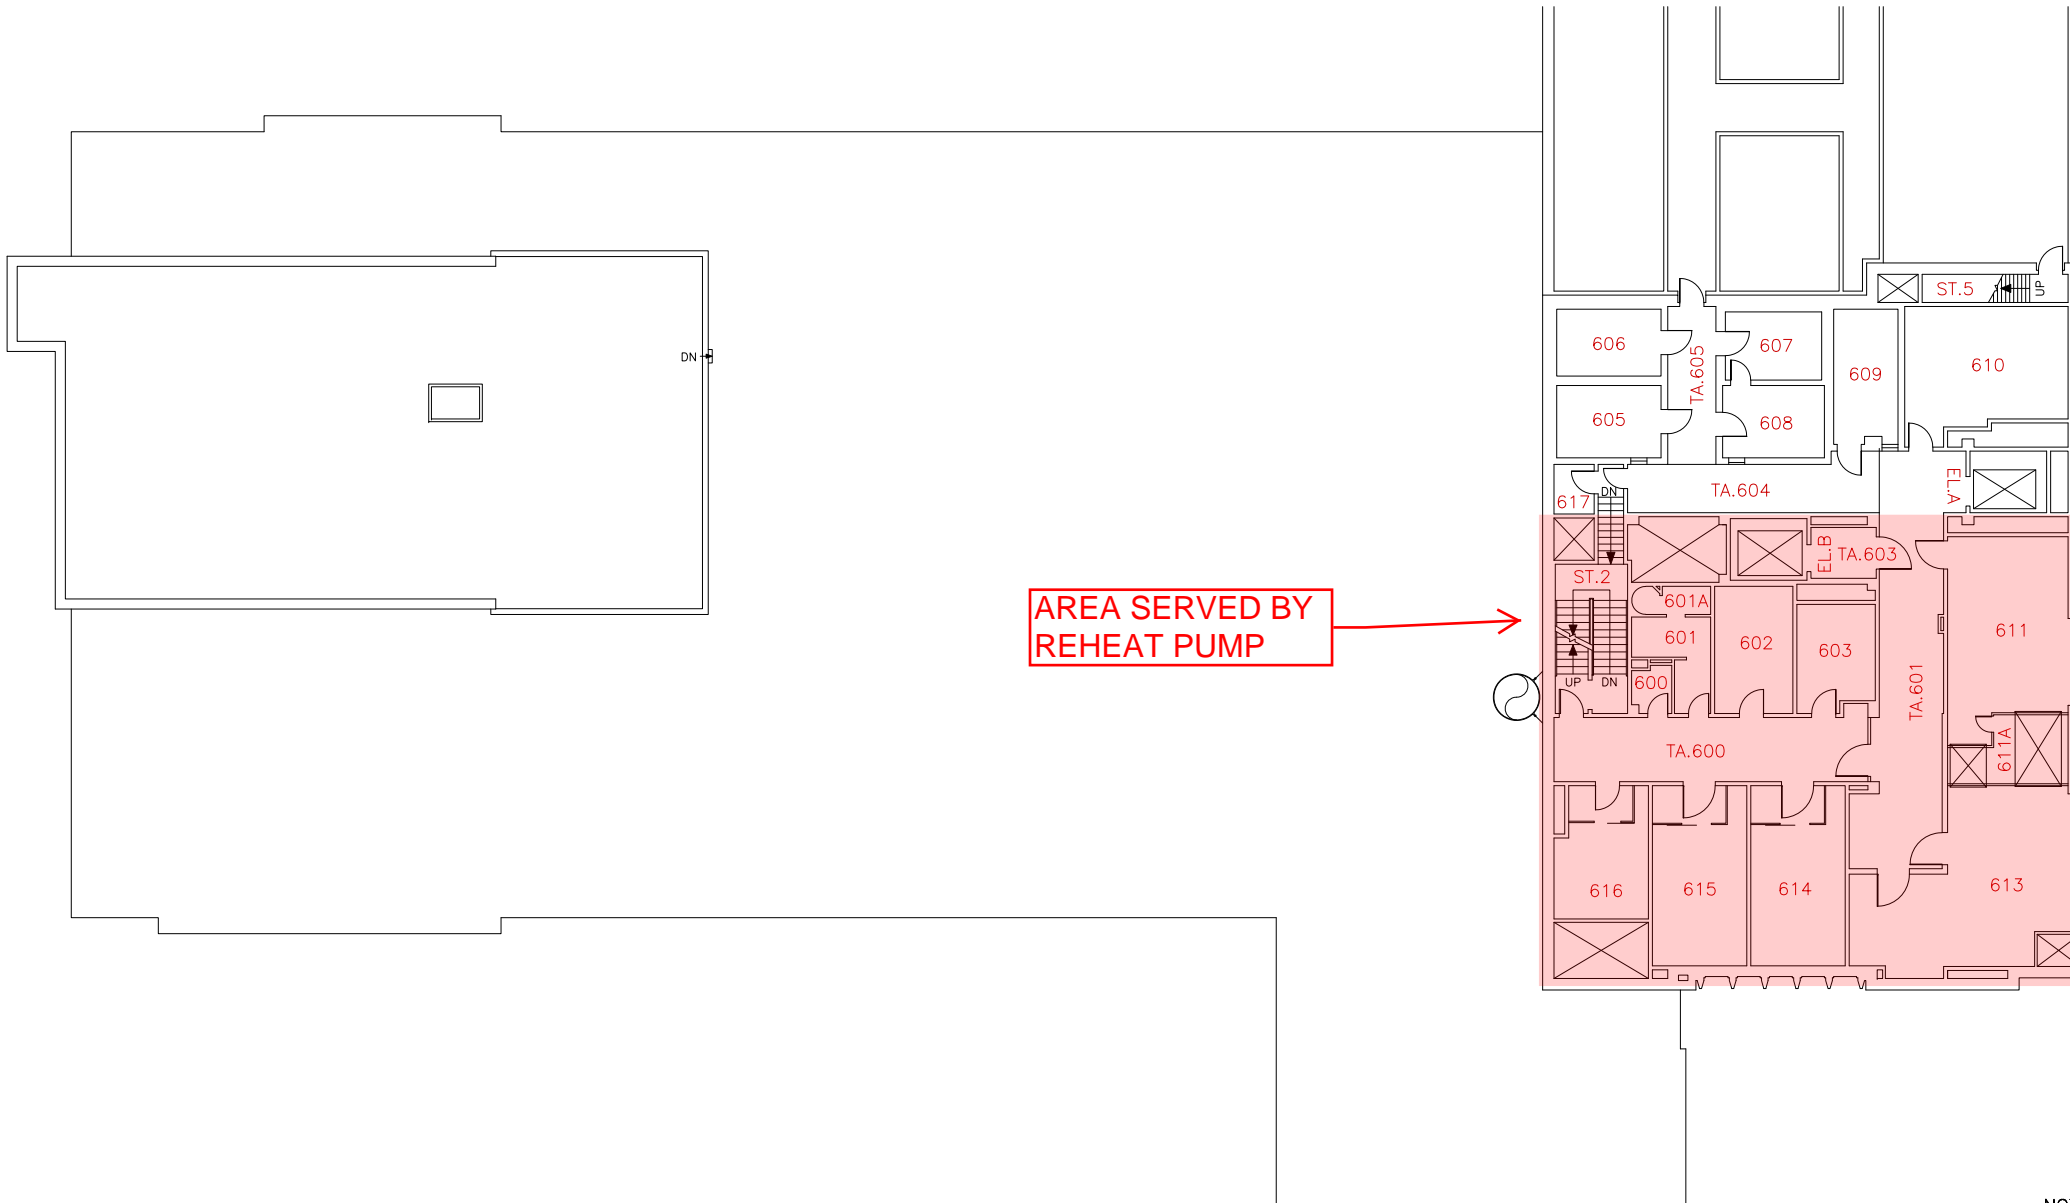 ST.5
UP
606
607
TA.605
609
610
DN
605
608
EL.A
TA.604
DN
617
EL.B
TA.603
ST.2
AREA SERVED BY
REHEAT PUMP
601A
601
602
603
611
UP
DN
600
TA.601
TA.600
611A
616
615
614
613